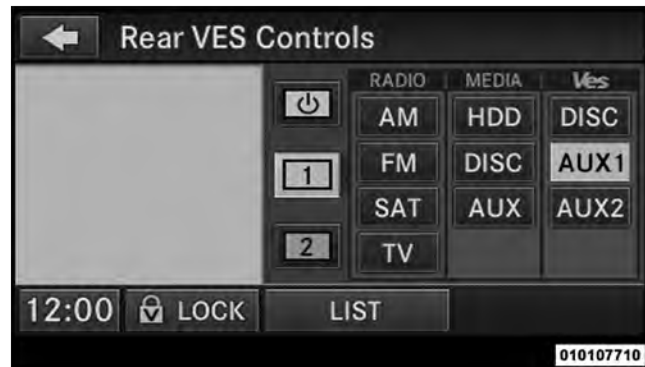 Rear VES Controls
RADIO MEDIA Ves
AM HDD DISC
1 FM DISC AUX1
SAT AUX AUX2
2 TV
12:00 LOCK LIST
010107710